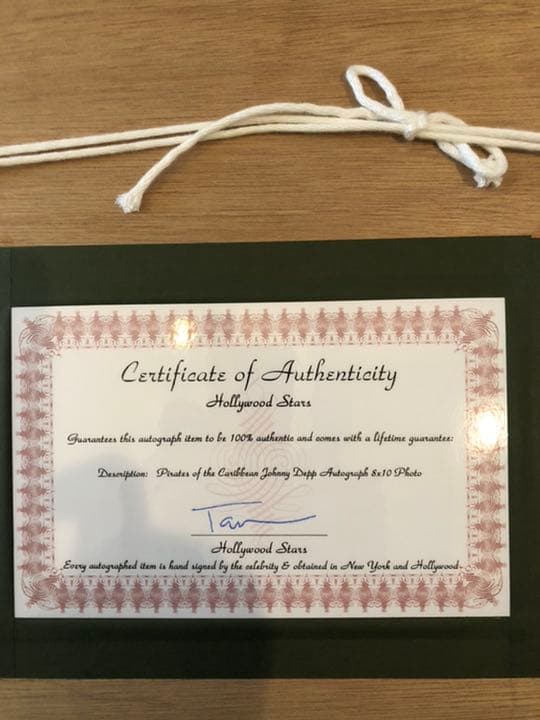 Certificate of Authenticity
Hollywood Stars
Guarantees this autograph item to be 100% authentic and comes with a lifetime guarantee:
Description: Pirates of the Caribbean Johnny Depp Autograph 8x10 Photo
Hollywood Stars
Every autographed item is hand signed by the celebrity & obtained in New York and Hollywood